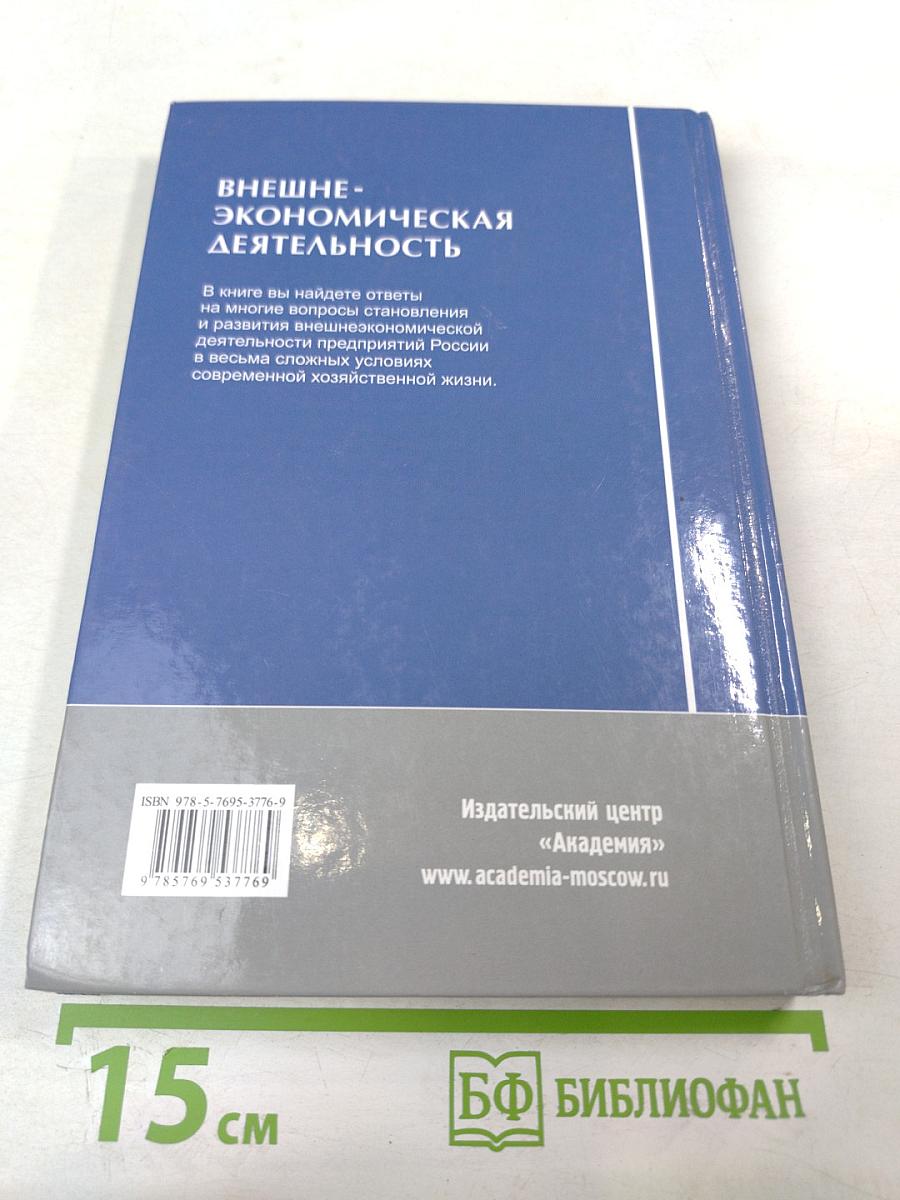 ВНЕШНЕ-
ЭКОНОМИЧЕСКАЯ
ДЕЯТЕЛЬНОСТЬ
В книге вы найдете ответы
на многие вопросы становления
и развития внешнеэкономической
деятельности предприятий России
в весьма сложных условиях
современной хозяйственной жизни.
ISBN 978-5-7695-3776-9
9 785769 537769
Издательский центр
«Академия»
www.academia-moscow.ru
15 см
БФ БИБЛИОФАН